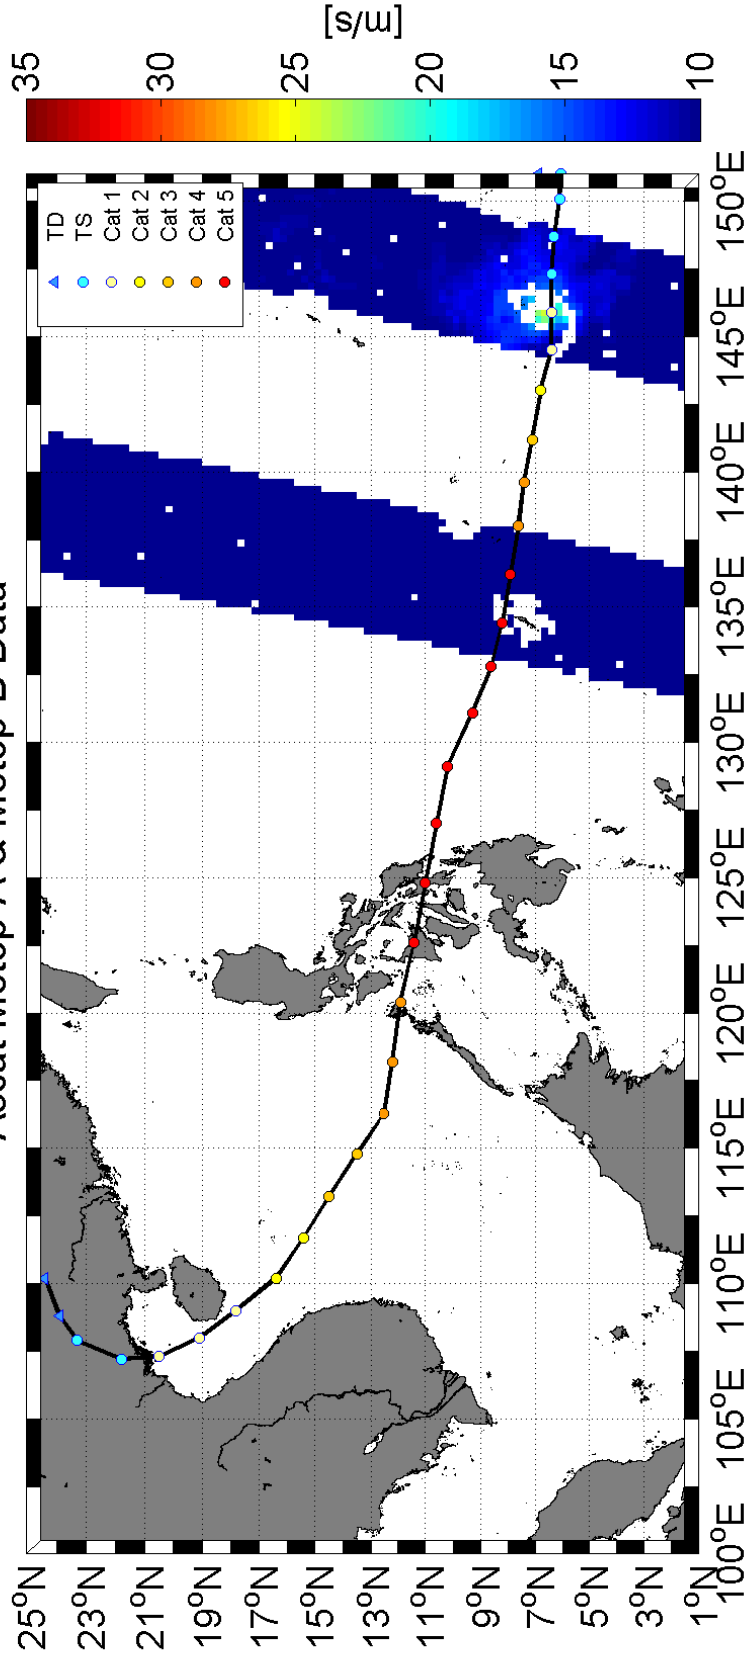 Ascat Metop-A & Metop-B Data
25°N
23°N
21°N
19°N
17°N
15°N
13°N
11°N
9°N
7°N
5°N
3°N
1°N
100°E
105°E
110°E
115°E
120°E
125°E
130°E
135°E
140°E
145°E
150°E
TD
TS
Cat 1
Cat 2
Cat 3
Cat 4
Cat 5
35
30
25
20
15
10
[m/s]